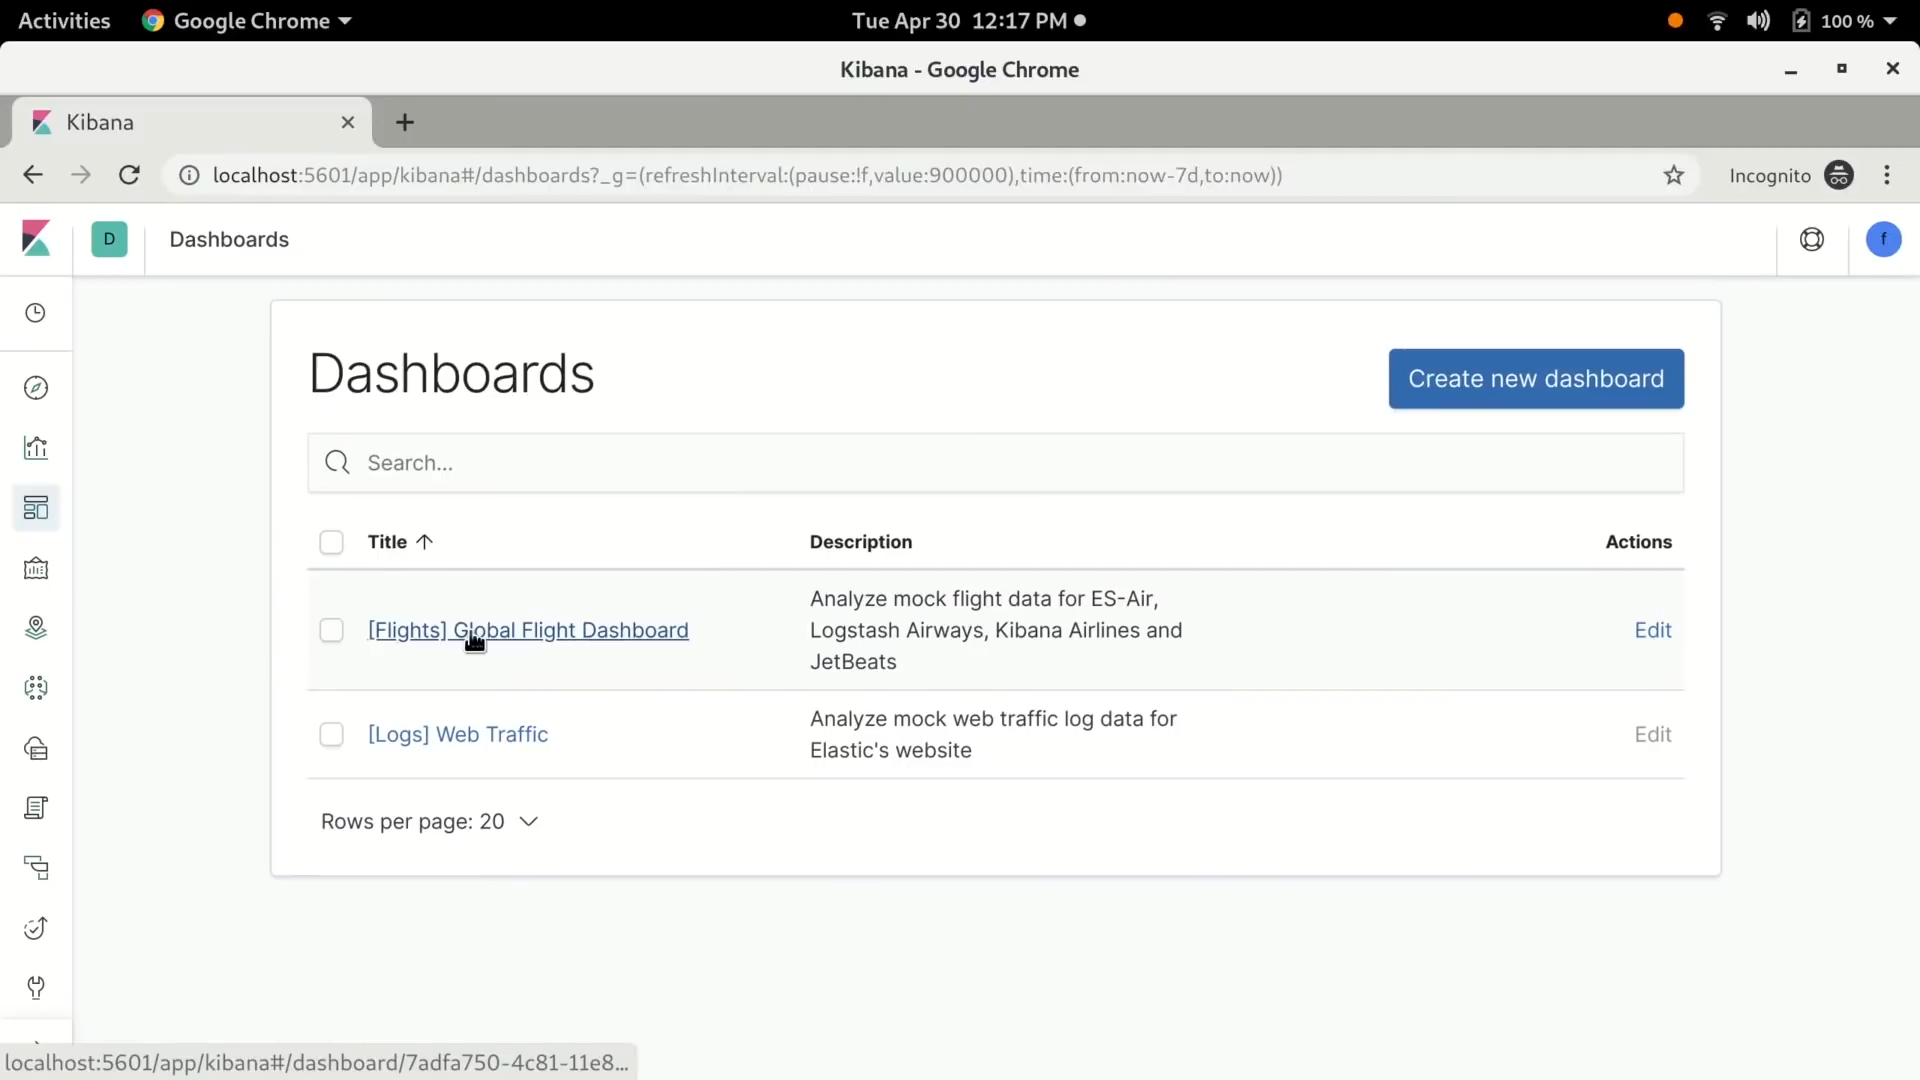 Activities Google Chrome Tue Apr 30 12:17 PM 100 %
Kibana - Google Chrome
Kibana
localhost:5601/app/kibana#/dashboards?_g=(refreshInterval:(pause:!f,value:900000),time:(from:now-7d,to:now)) Incognito
D Dashboards f
Dashboards Create new dashboard
Search...
Title Description Actions
Analyze mock flight data for ES-Air,
[Flights] Global Flight Dashboard Logstash Airways, Kibana Airlines and Edit
JetBeats
Analyze mock web traffic log data for
[Logs] Web Traffic Edit
Elastic's website
Rows per page: 20
localhost:5601/app/kibana#/dashboard/7adfa750-4c81-11e8...